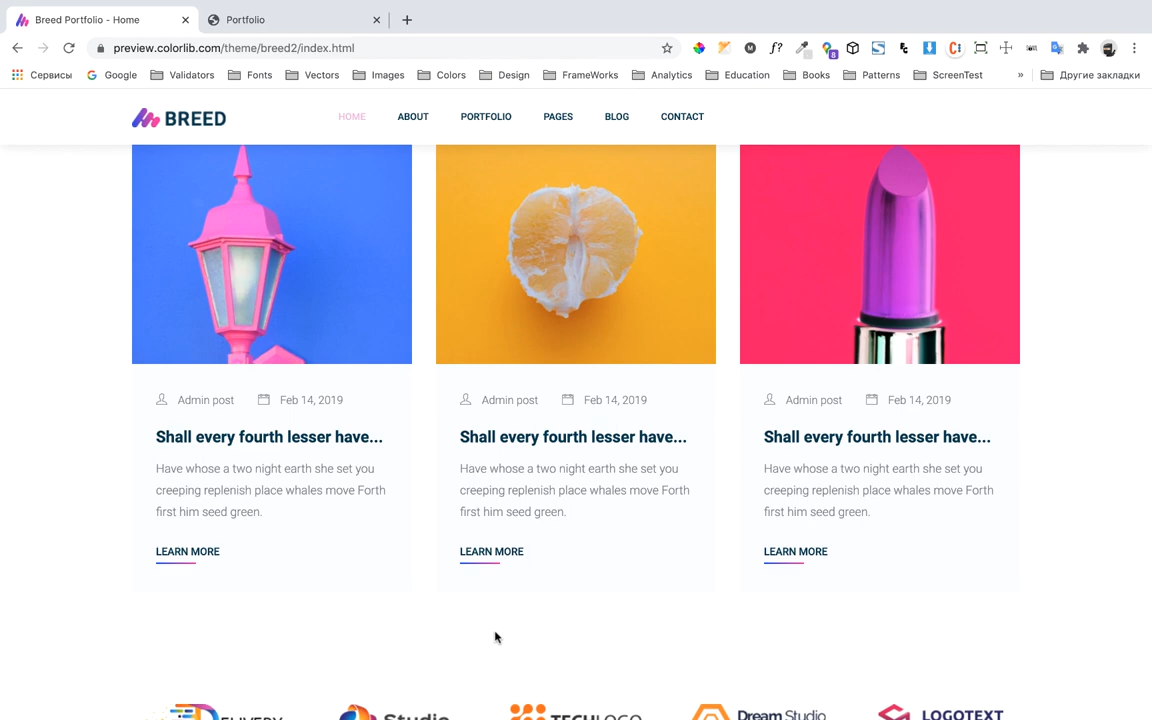 Breed Portfolio - Home
Portfolio
preview.colorlib.com/theme/breed2/index.html
8
Сервисы
Google
Validators
Fonts
Vectors
Images
Colors
Design
FrameWorks
Analytics
Education
Books
Patterns
ScreenTest
»
Другие закладки
BREED
HOME
ABOUT
PORTFOLIO
PAGES
BLOG
CONTACT
Admin post
Feb 14, 2019
Shall every fourth lesser have...
Have whose a two night earth she set you
creeping replenish place whales move Forth
first him seed green.
LEARN MORE
Admin post
Feb 14, 2019
Shall every fourth lesser have...
Have whose a two night earth she set you
creeping replenish place whales move Forth
first him seed green.
LEARN MORE
Admin post
Feb 14, 2019
Shall every fourth lesser have...
Have whose a two night earth she set you
creeping replenish place whales move Forth
first him seed green.
LEARN MORE
DELIVERY
Studio
TECHLOGO
Dream Studio
LOGOTEXT